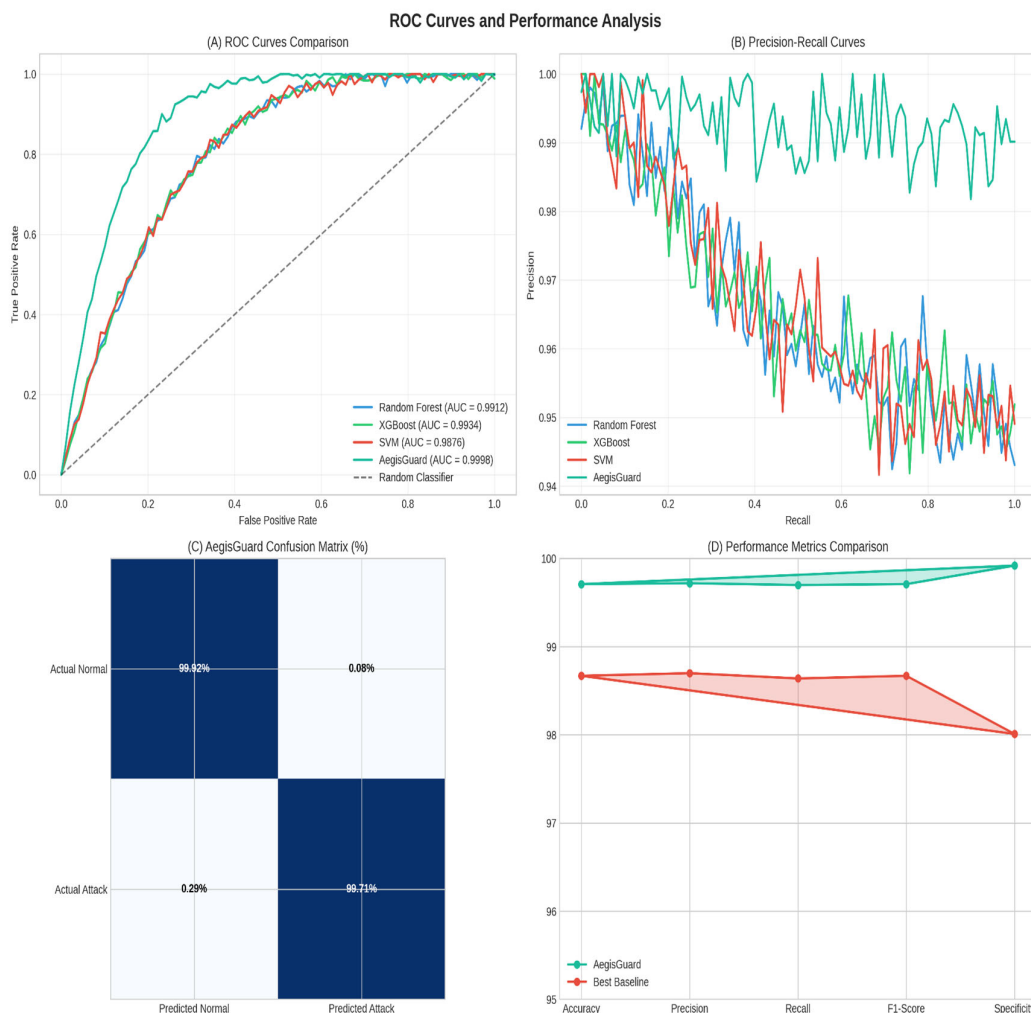 ROC Curves and Performance Analysis
(A) ROC Curves Comparison
True Positive Rate
1.0
0.8
0.6
0.4
0.2
0.0
Random Forest (AUC = 0.9912)
XGBoost (AUC = 0.9934)
SVM (AUC = 0.9876)
AegisGuard (AUC = 0.9998)
Random Classifier
0.0 0.2 0.4 0.6 0.8 1.0
False Positive Rate
(B) Precision-Recall Curves
Precision
1.00
0.99
0.98
0.97
0.96
0.95
0.94
Random Forest
XGBoost
SVM
AegisGuard
0.0 0.2 0.4 0.6 0.8 1.0
Recall
(C) AegisGuard Confusion Matrix (%)
Actual Normal
99.92%
0.08%
Actual Attack
0.29%
99.71%
Predicted Normal Predicted Attack
(D) Performance Metrics Comparison
100
99
98
97
96
95
AegisGuard
Best Baseline
Accuracy Precision Recall F1-Score Specificity